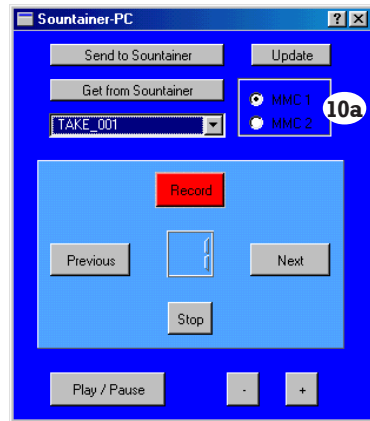 Sountainer-PC
Send to Sountainer
Update
Get from Sountainer
MMC 1
10a
TAKE_001
MMC 2
Record
Previous
1
Next
Stop
Play / Pause
-
+